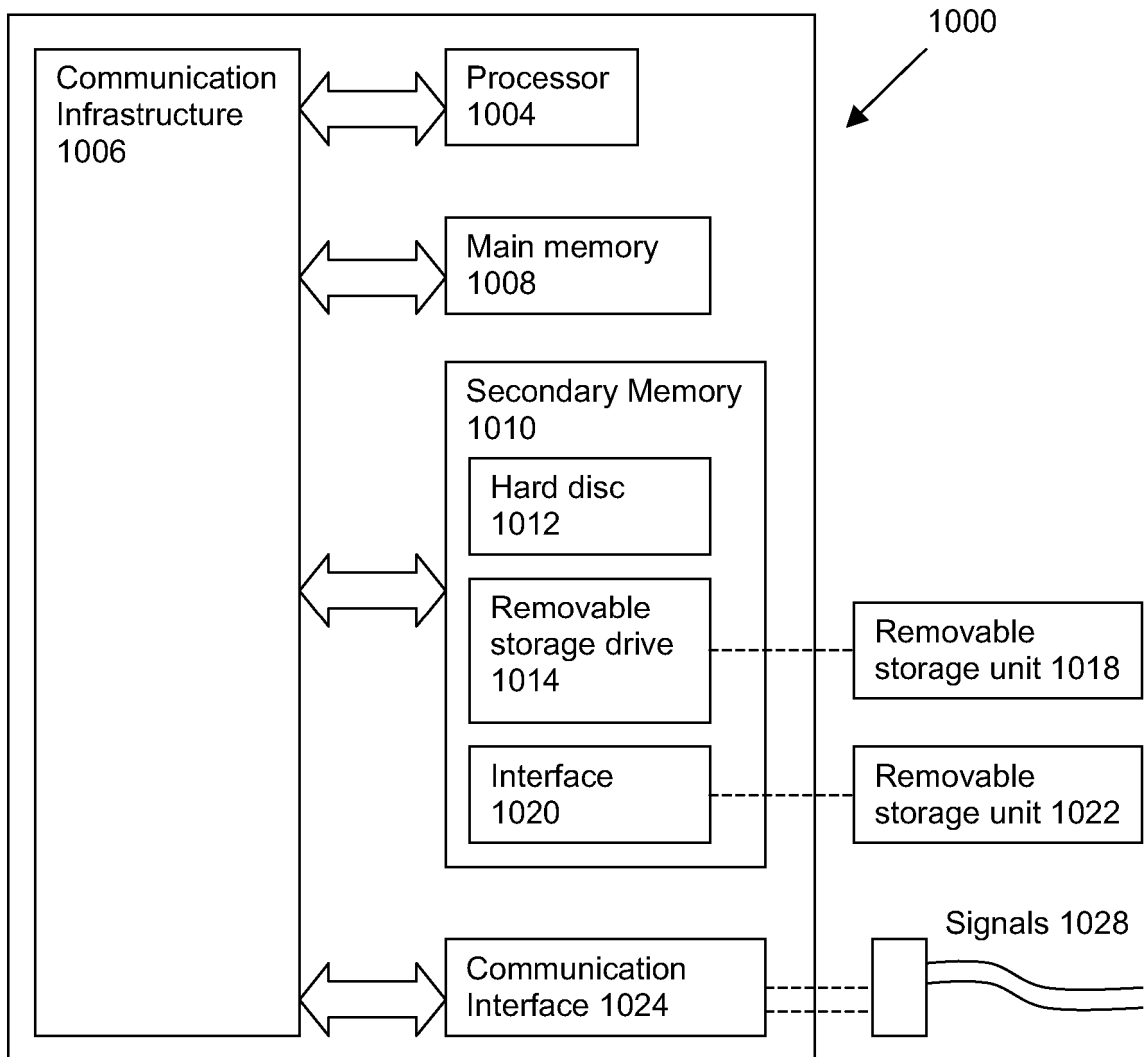 1000
Communication
Infrastructure
1006
Processor
1004
Main memory
1008
Secondary Memory
1010
Hard disc
1012
Removable
storage drive
1014
Removable
storage unit 1018
Interface
1020
Removable
storage unit 1022
Signals 1028
Communication
Interface 1024